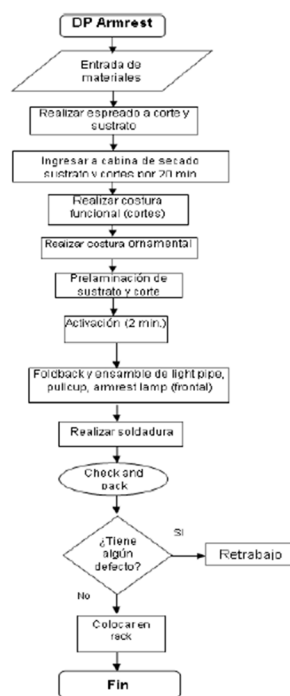 DP Armrest
Entrada de
materiales
Realizar espreado a corte y
sustrato
Ingresar a cabina de secado
sustrato y cortes por 20 min
Realizar costura
funcional (cortes)
Realizar costura ornamental
Prelaminación de
sustrato y corte
Activación (2 min.)
Foldback y ensamble de light pipe,
pullcup, armrest lamp (frontal)
Realizar soldadura
Check and
pack
¿Tiene
algún
defecto?
SI
Retrabajo
No
Colocar en
rack
Fin